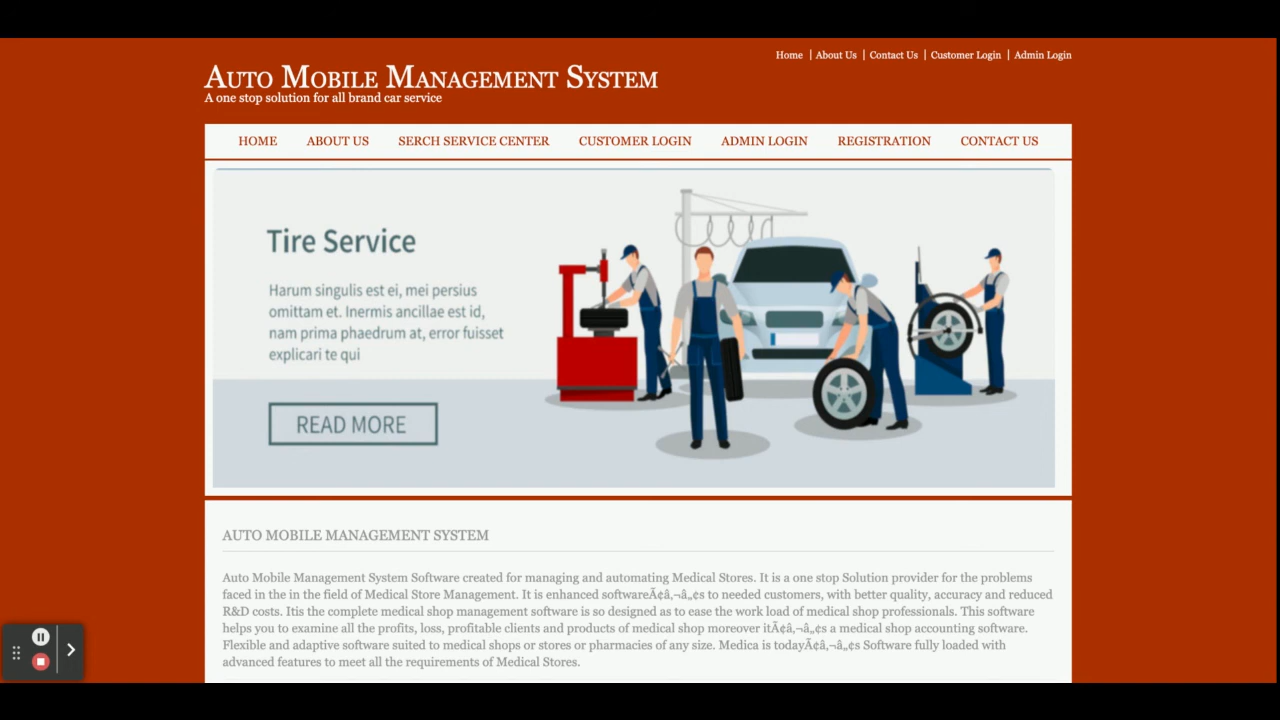 Home | About Us | Contact Us | Customer Login | Admin Login
AUTO MOBILE MANAGEMENT SYSTEM
A one stop solution for all brand car service
HOME ABOUT US SERCH SERVICE CENTER CUSTOMER LOGIN ADMIN LOGIN REGISTRATION CONTACT US
Tire Service
Harum singulis est ei, mei persius
omittam et. Inermis ancillae est id,
nam prima phaedrum at, error fuisset
explicari te qui
READ MORE
AUTO MOBILE MANAGEMENT SYSTEM
Auto Mobile Management System Software created for managing and automating Medical Stores. It is a one stop Solution provider for the problems
faced in the in the field of Medical Store Management. It is enhanced softwareÃ¢â‚¬â„¢s to needed customers, with better quality, accuracy and reduced
R&D costs. Itis the complete medical shop management software is so designed as to ease the work load of medical shop professionals. This software
helps you to examine all the profits, loss, profitable clients and products of medical shop moreover itÃ¢â‚¬â„¢s a medical shop accounting software.
Flexible and adaptive software suited to medical shops or stores or pharmacies of any size. Medica is todayÃ¢â‚¬â„¢s Software fully loaded with
advanced features to meet all the requirements of Medical Stores.